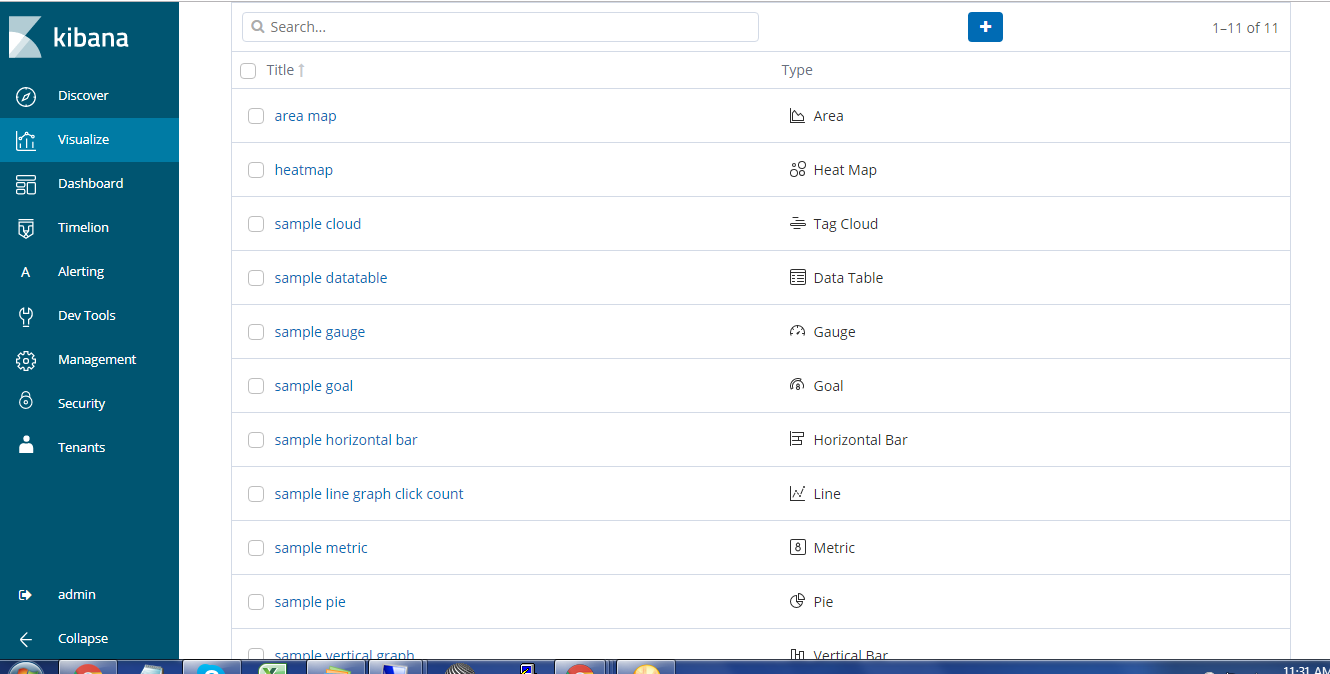 kibana
Discover
Visualize
Dashboard
Timelion
A Alerting
Dev Tools
Management
Security
Tenants
admin
Collapse
Search...
+
1–11 of 11
Title Type
area map Area
heatmap Heat Map
sample cloud Tag Cloud
sample datatable Data Table
sample gauge Gauge
sample goal 8 Goal
sample horizontal bar Horizontal Bar
sample line graph click count Line
sample metric 8 Metric
sample pie Pie
sample vertical graph Vertical Bar
11:31 AM